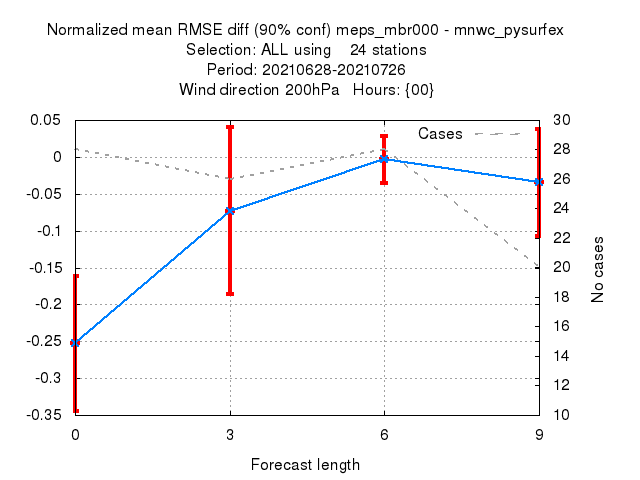 Normalized mean RMSE diff (90% conf) meps_mbr000 - mnwc_pysurfex
Selection: ALL using    24 stations
Period: 20210628-20210726
Wind direction 200hPa   Hours: {00}
Cases
0.05
0
-0.05
-0.1
-0.15
-0.2
-0.25
-0.3
-0.35
30
28
26
24
22
20
18
16
14
12
10
No cases
0 3 6 9
Forecast length